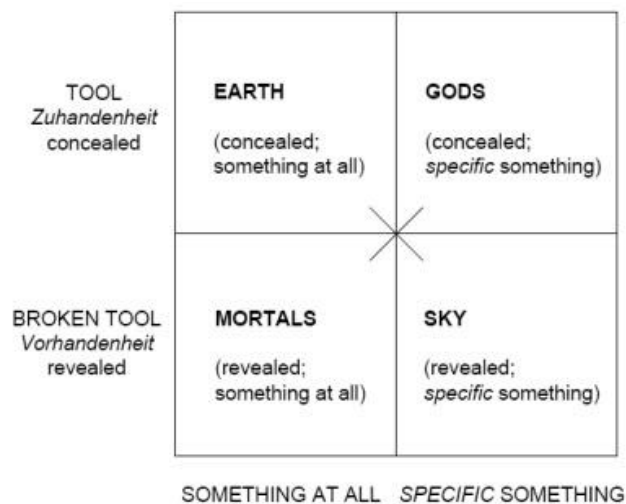 TOOL
Zuhandenheit
concealed
EARTH
(concealed;
something at all)
GODS
(concealed;
specific something)
BROKEN TOOL
Vorhandenheit
revealed
MORTALS
(revealed;
something at all)
SKY
(revealed;
specific something)
SOMETHING AT ALL
SPECIFIC SOMETHING